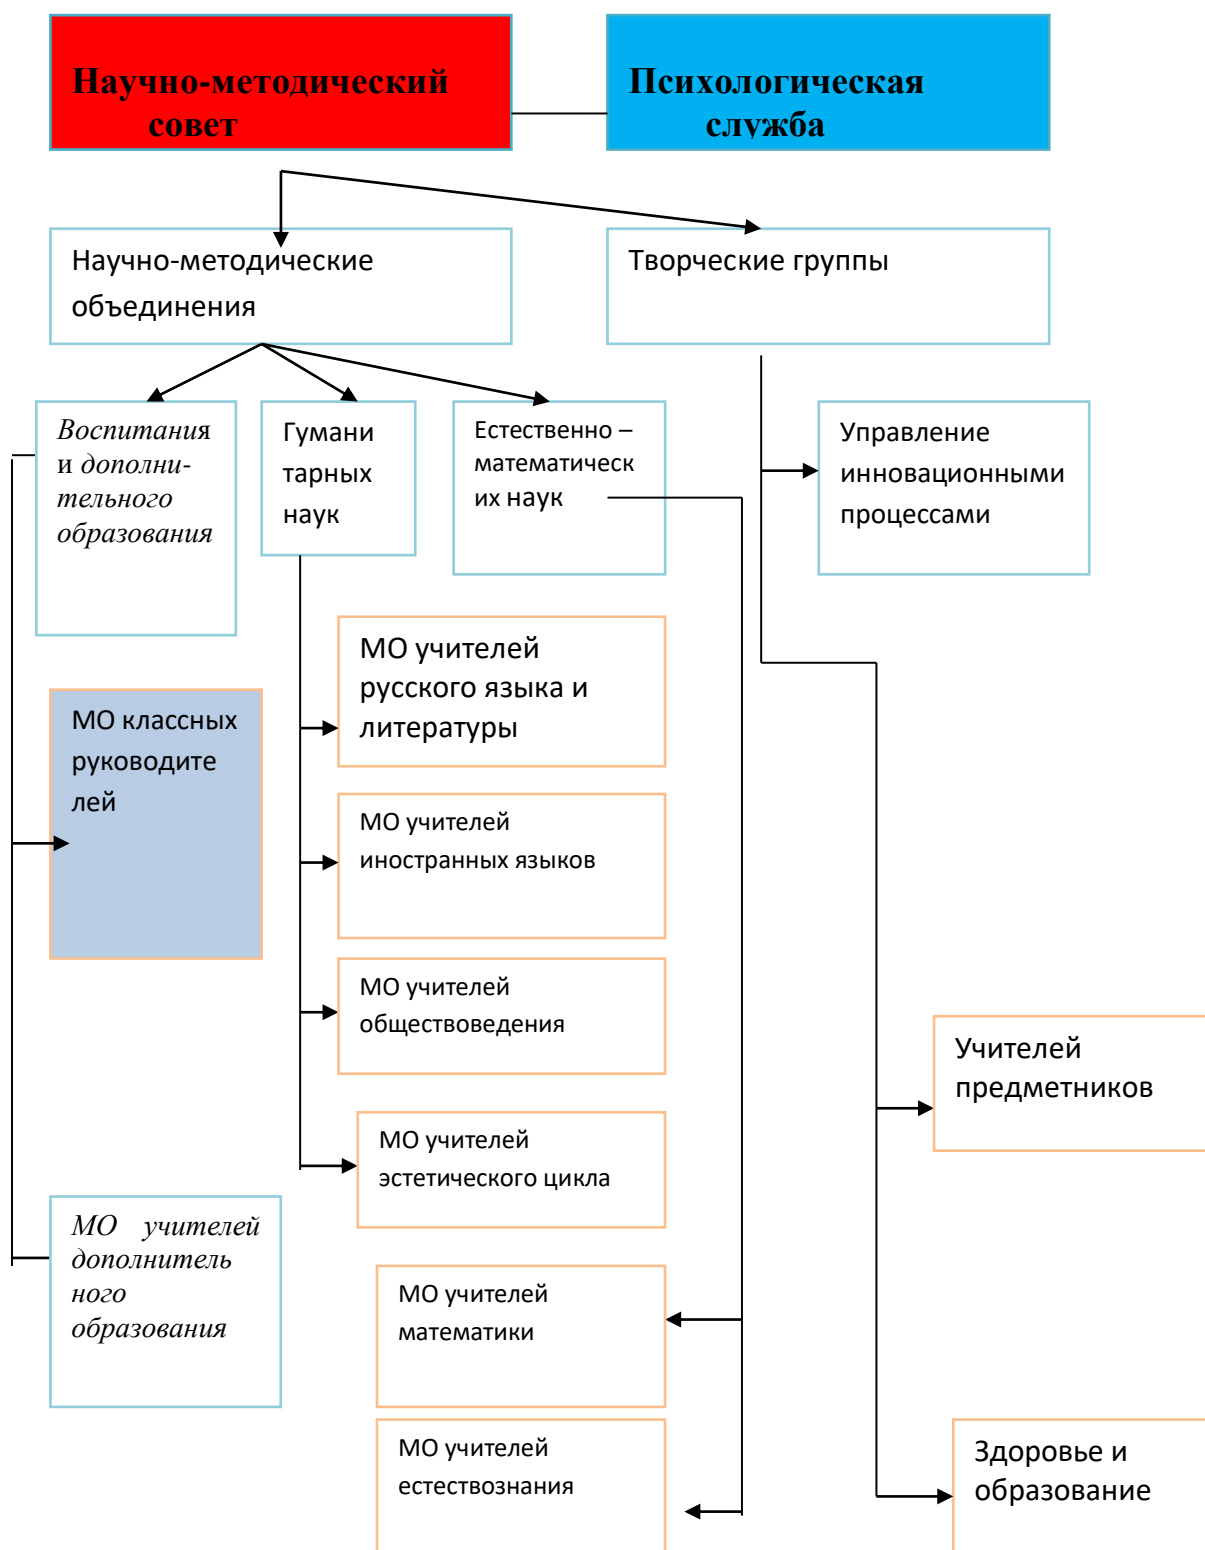 Научно-методический
совет
Психологическая
служба
Научно-методические
объединения
Творческие группы
Воспитания
и дополни-
тельного
образования
Гумани
тарных
наук
Естественно –
математическ
их наук
Управление
инновационными
процессами
МО учителей
русского языка и
литературы
МО классных
руководите
лей
МО учителей
иностранных языков
МО учителей
обществоведения
Учителей
предметников
МО учителей
эстетического цикла
МО учителей
дополнитель
ного
образования
МО учителей
математики
МО учителей
естествознания
Здоровье и
образование